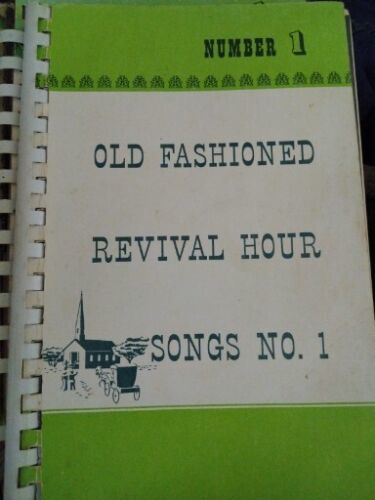 NUMBER 1
OLD FASHIONED
REVIVAL HOUR
SONGS NO. 1